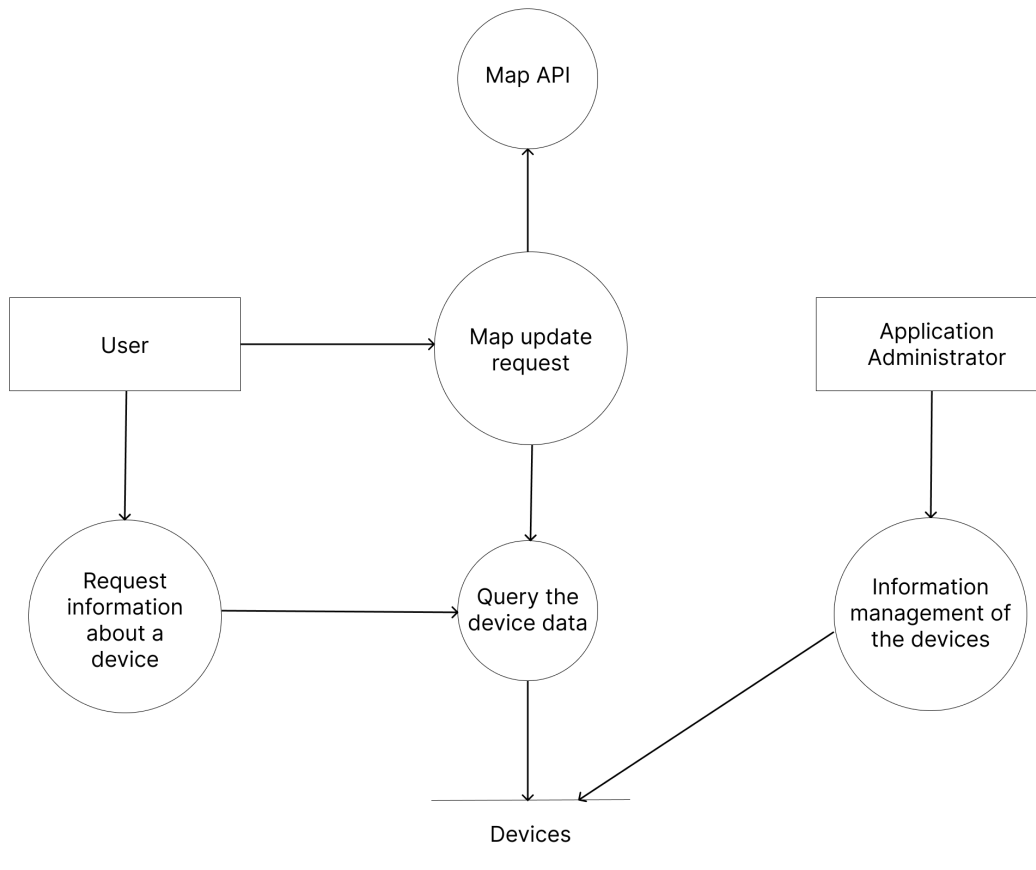 Map API
User
Map update
request
Application
Administrator
Request
information
about a
device
Query the
device data
Information
management of
the devices
Devices